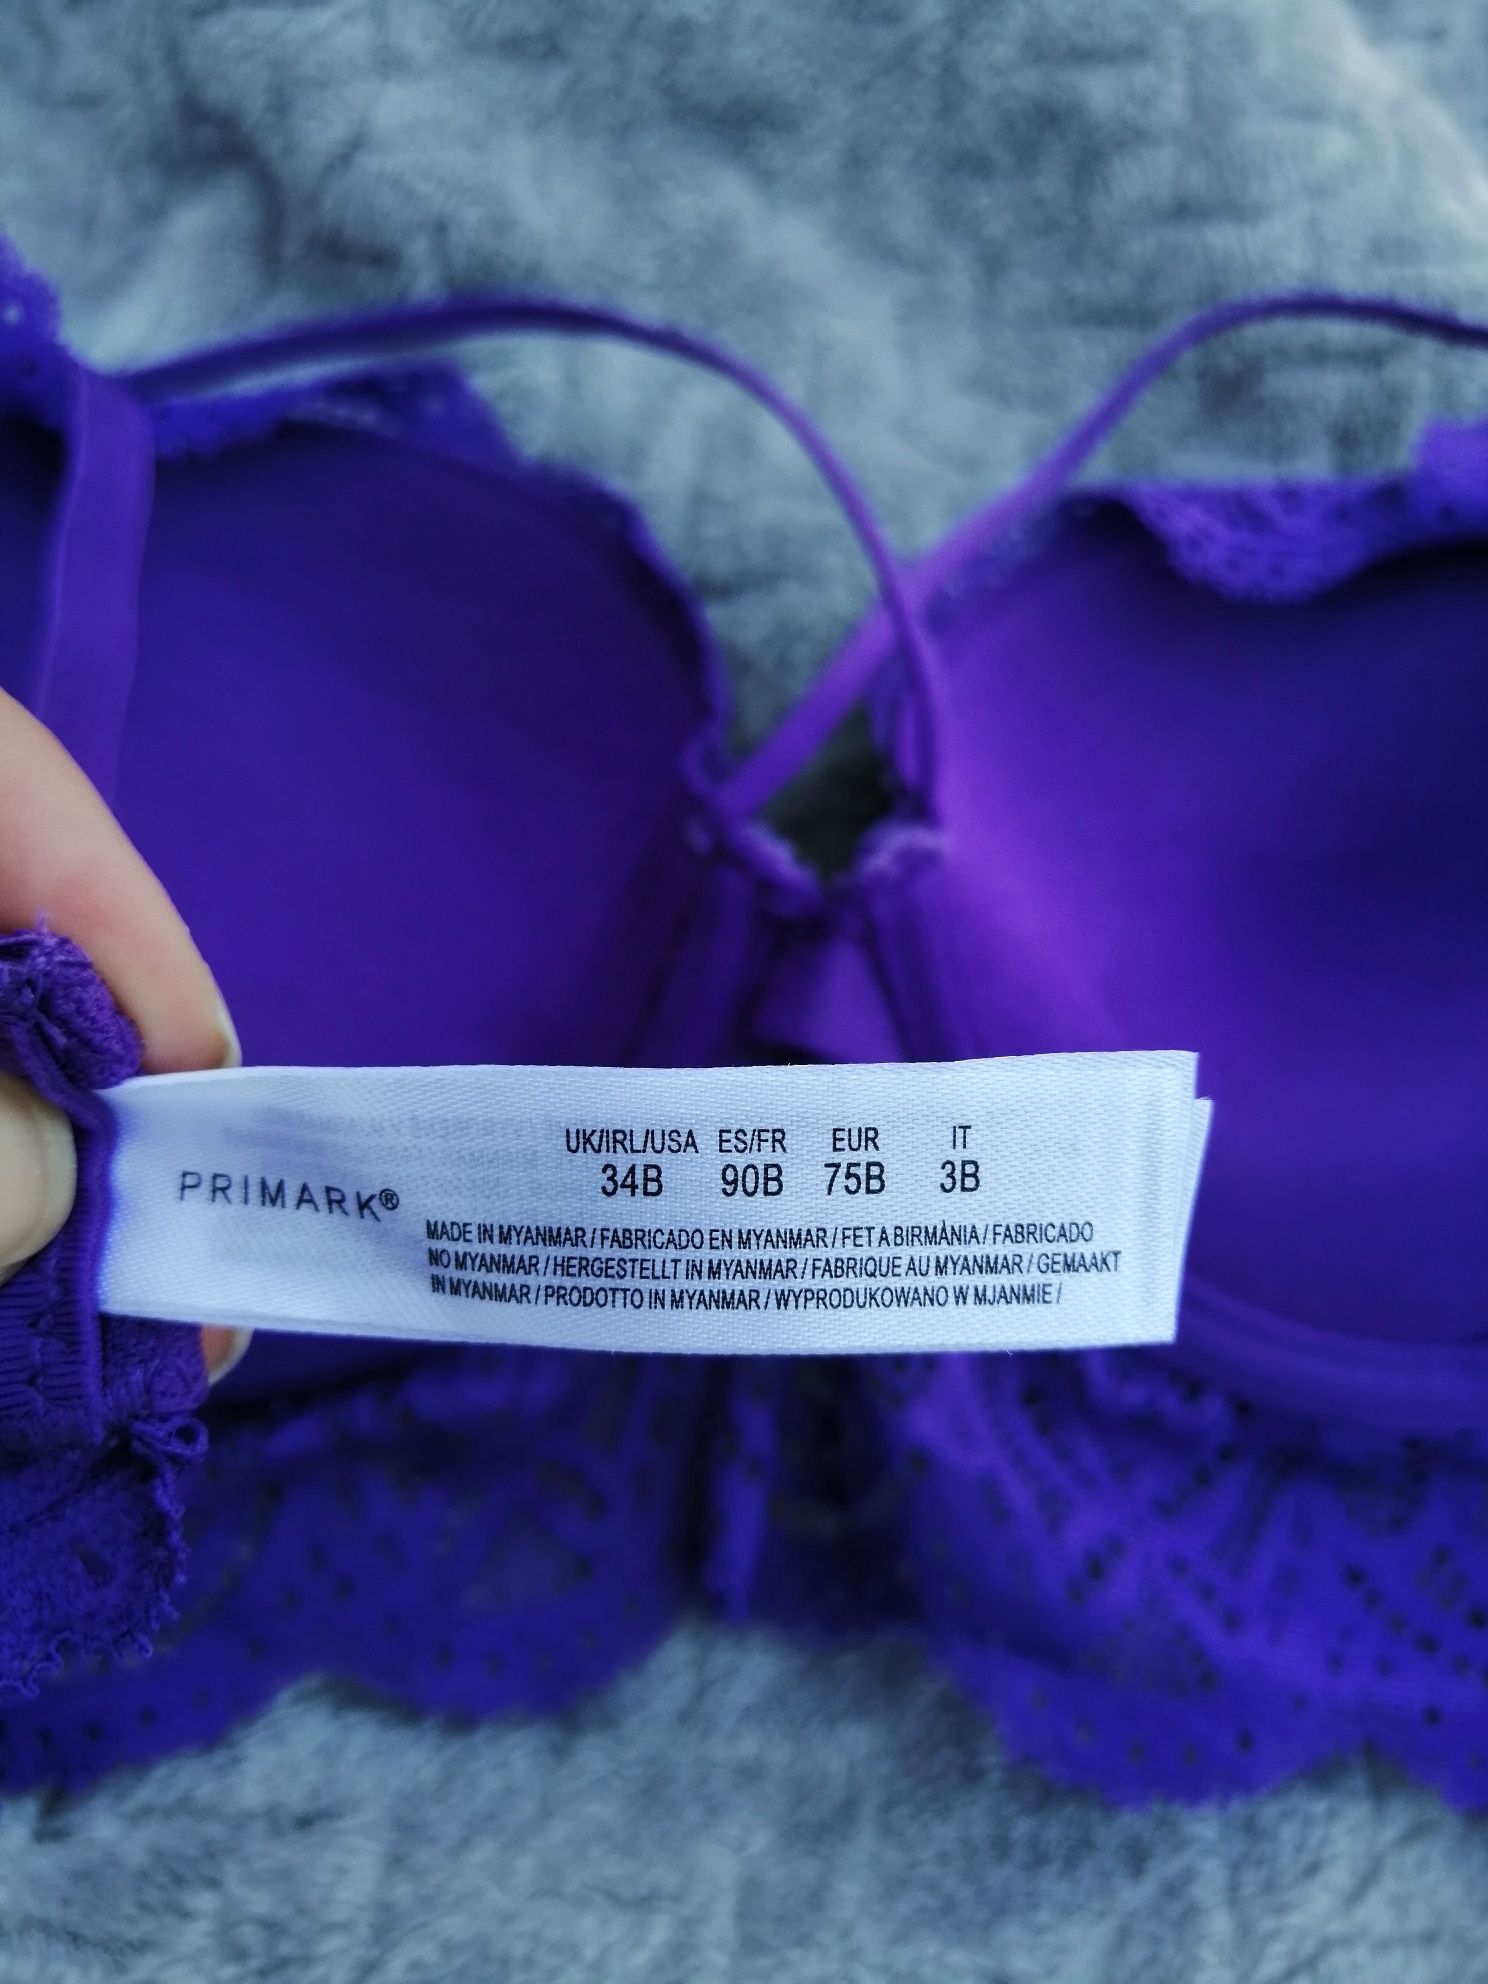 PRIMARK®
UK/IRL/USA ES/FR EUR IT
34B 90B 75B 3B
MADE IN MYANMAR / FABRICADO EN MYANMAR / FET A BIRMÀNIA / FABRICADO
NO MYANMAR / HERGESTELLT IN MYANMAR / FABRIQUE AU MYANMAR / GEMAAKT
IN MYANMAR / PRODOTTO IN MYANMAR / WYPRODUKOWANO W MJANMIE /